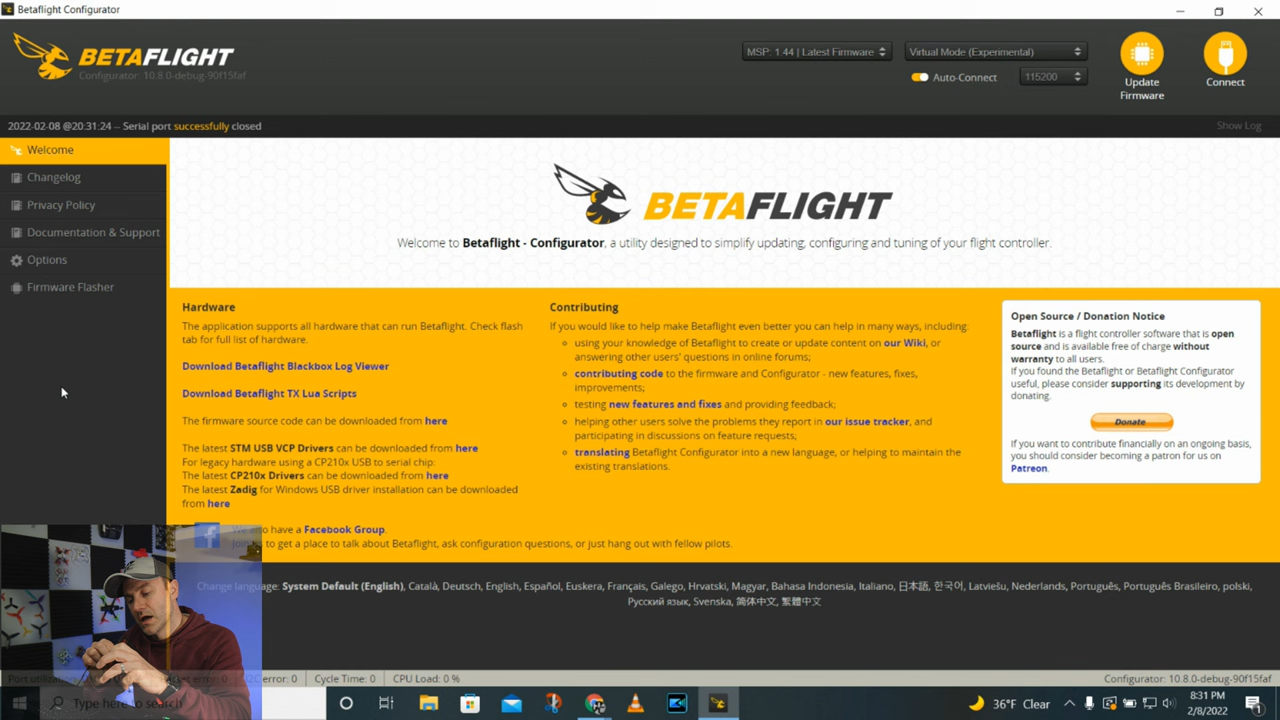 Betaflight Configurator
BETAFLIGHT
Configurator: 10.8.0-debug-90f15faf
MSP: 1.44 | Latest Firmware
Virtual Mode (Experimental)
Auto-Connect
115200
Update
Firmware
Connect
2022-02-08 @20:31:24 -- Serial port successfully closed
Show Log
Welcome
Changelog
Privacy Policy
Documentation & Support
Options
Firmware Flasher
BETAFLIGHT
Welcome to Betaflight - Configurator, a utility designed to simplify updating, configuring and tuning of your flight controller.
Hardware
The application supports all hardware that can run Betaflight. Check flash
tab for full list of hardware.
Download Betaflight Blackbox Log Viewer
Download Betaflight TX Lua Scripts
The firmware source code can be downloaded from here
The latest STM USB VCP Drivers can be downloaded from here
For legacy hardware using a CP210x USB to serial chip:
The latest CP210x Drivers can be downloaded from here
The latest Zadig for Windows USB driver installation can be downloaded
from here
also have a Facebook Group.
to get a place to talk about Betaflight, ask configuration questions, or just hang out with fellow pilots.
Contributing
If you would like to help make Betaflight even better you can help in many ways, including:
using your knowledge of Betaflight to create or update content on our Wiki, or
answering other users' questions in online forums;
contributing code to the firmware and Configurator - new features, fixes,
improvements;
testing new features and fixes and providing feedback;
helping other users solve the problems they report in our issue tracker, and
participating in discussions on feature requests;
translating Betaflight Configurator into a new language, or helping to maintain the
existing translations.
Open Source / Donation Notice
Betaflight is a flight controller software that is open
source and is available free of charge without
warranty to all users.
If you found the Betaflight or Betaflight Configurator
useful, please consider supporting its development by
donating.
Donate
If you want to contribute financially on an ongoing basis,
you should consider becoming a patron for us on
Patreon.
Change language: System Default (English), Català, Deutsch, English, Español, Euskera, Français, Galego, Hrvatski, Magyar, Bahasa Indonesia, Italiano, 日本語, 한국어, Latviešu, Nederlands, Português, Português Brasileiro, polski,
Русский язык, Svenska, 简体中文, 繁體中文
Port utilization: error: 0 I2C error: 0 Cycle Time: 0 CPU Load: 0 %
Configurator: 10.8.0-debug-90f15faf
Type here to search
36°F Clear
8:31 PM
2/8/2022
1